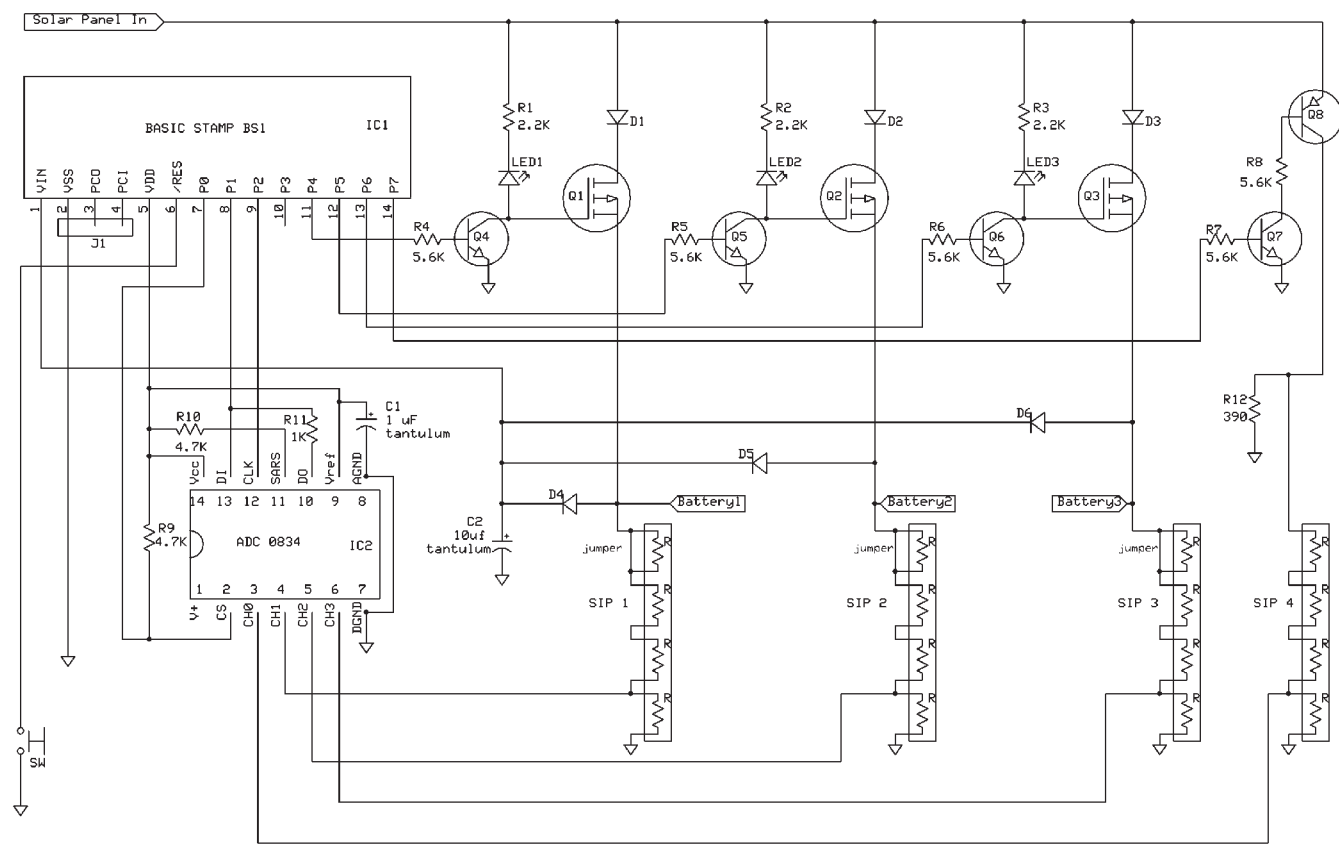 Solar Panel In
BASIC STAMP BS1
IC1
VIN
VSS
PCO
PCI
VDD
/RES
P0
P1
P2
P3
P4
P5
P6
P7
1
2
3
4
5
6
7
8
9
10
11
12
13
14
J1
R1
2.2K
LED1
D1
Q1
R4
5.6K
Q4
R2
2.2K
LED2
D2
Q2
R5
5.6K
Q5
R3
2.2K
LED3
D3
Q3
R6
5.6K
Q6
Q8
R8
5.6K
R7
5.6K
Q7
R10
4.7K
R11
1K
C1
1 uF
tantulum
Vcc
DI
CLK
SARS
DO
Vref
AGND
14
13
12
11
10
9
8
ADC 0834
IC2
R9
4.7K
1
2
3
4
5
6
7
V+
CS
CH0
CH1
CH2
CH3
DGND
D6
D5
D4
R12
390
Battery1
Battery2
Battery3
C2
10uf
tantulum
jumper
jumper
jumper
SIP 1
R
R
R
R
SIP 2
R
R
R
R
SIP 3
R
R
R
R
SIP 4
R
R
R
R
SW